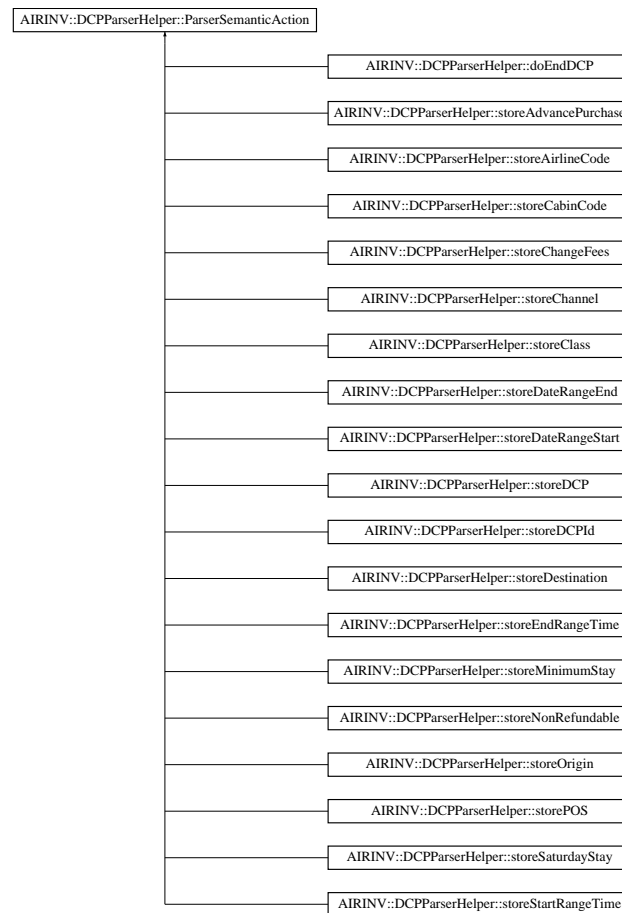 AIRINV::DCPParserHelper::ParserSemanticAction
AIRINV::DCPParserHelper::doEndDCP
AIRINV::DCPParserHelper::storeAdvancePurchase
AIRINV::DCPParserHelper::storeAirlineCode
AIRINV::DCPParserHelper::storeCabinCode
AIRINV::DCPParserHelper::storeChangeFees
AIRINV::DCPParserHelper::storeChannel
AIRINV::DCPParserHelper::storeClass
AIRINV::DCPParserHelper::storeDateRangeEnd
AIRINV::DCPParserHelper::storeDateRangeStart
AIRINV::DCPParserHelper::storeDCP
AIRINV::DCPParserHelper::storeDCPId
AIRINV::DCPParserHelper::storeDestination
AIRINV::DCPParserHelper::storeEndRangeTime
AIRINV::DCPParserHelper::storeMinimumStay
AIRINV::DCPParserHelper::storeNonRefundable
AIRINV::DCPParserHelper::storeOrigin
AIRINV::DCPParserHelper::storePOS
AIRINV::DCPParserHelper::storeSaturdayStay
AIRINV::DCPParserHelper::storeStartRangeTime